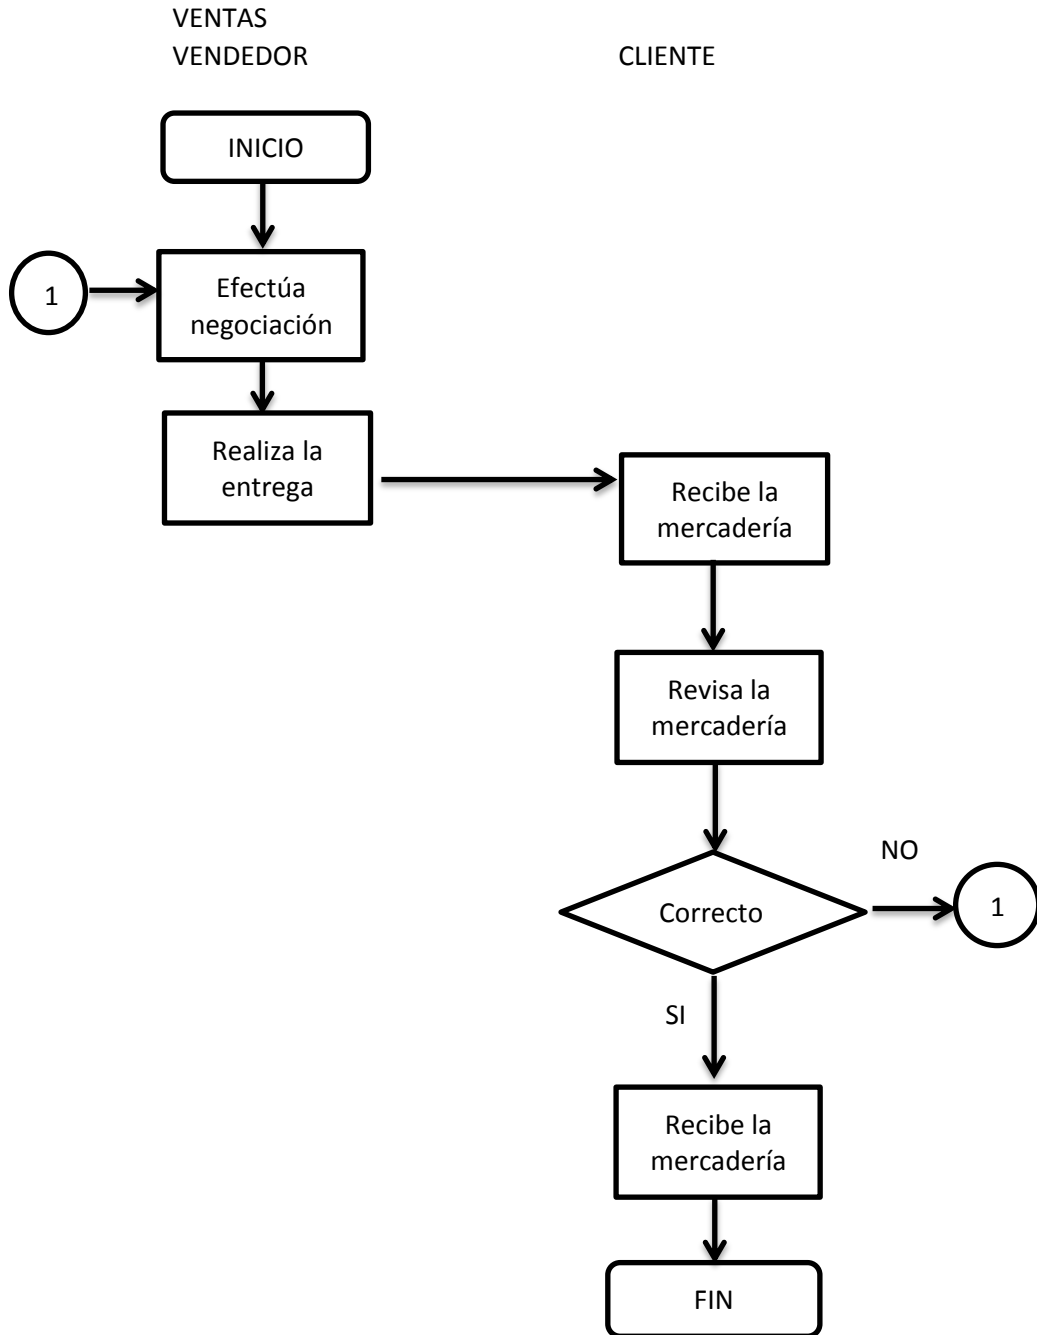 VENTAS
VENDEDOR
CLIENTE
INICIO
1
Efectúa
negociación
Realiza la
entrega
Recibe la
mercadería
Revisa la
mercadería
NO
Correcto
1
SI
Recibe la
mercadería
FIN